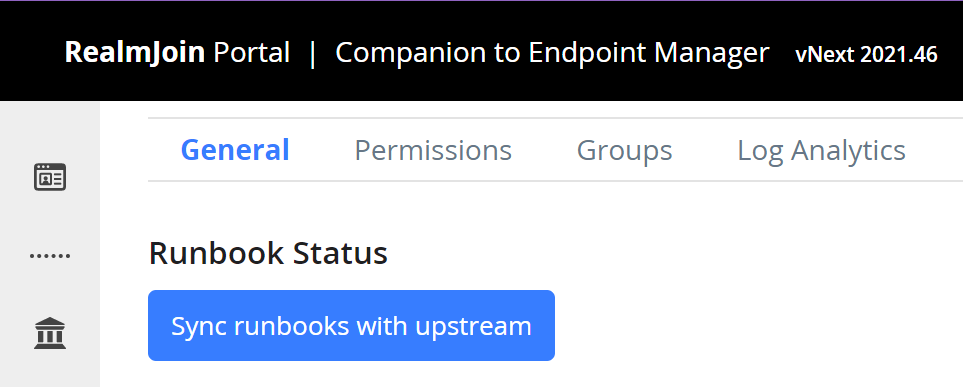 RealmJoin Portal | Companion to Endpoint Manager vNext 2021.46
General Permissions Groups Log Analytics
Runbook Status
Sync runbooks with upstream